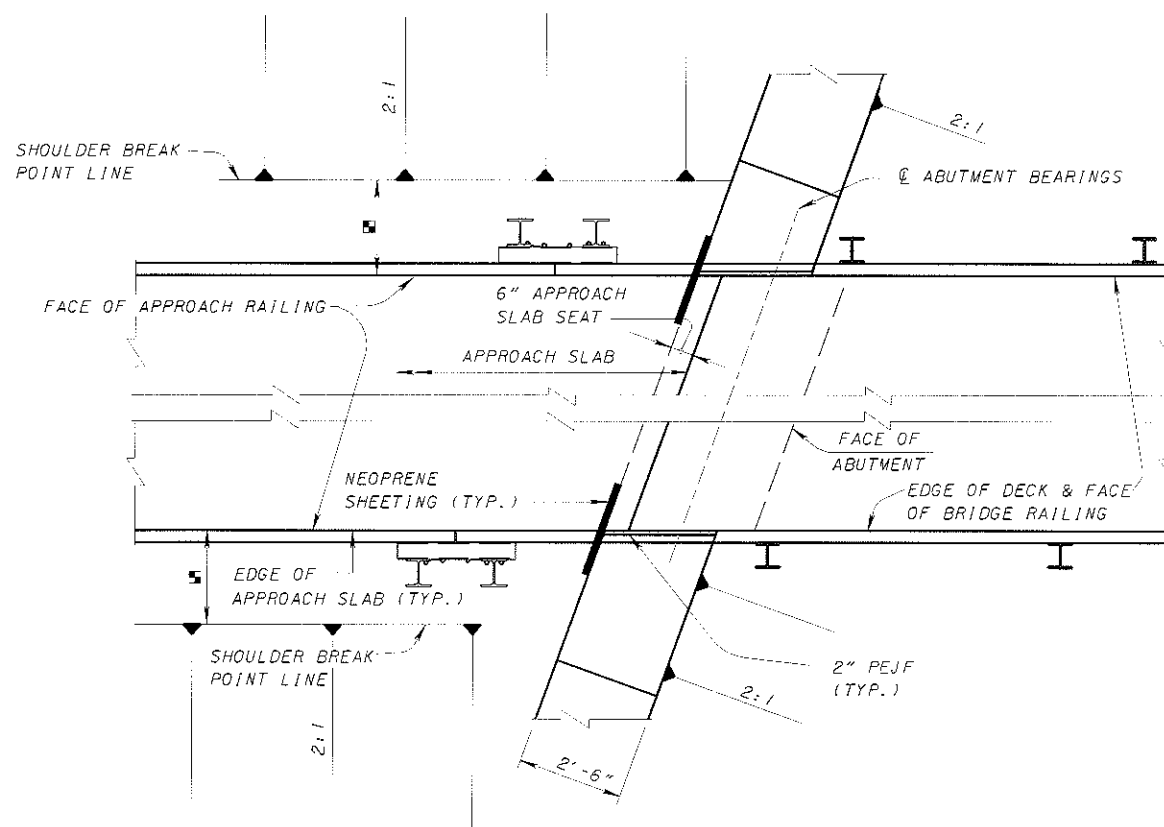 2:1
2:1
SHOULDER BREAK
POINT LINE
℄ ABUTMENT BEARINGS
FACE OF APPROACH RAILING
6" APPROACH
SLAB SEAT
APPROACH SLAB
FACE OF
ABUTMENT
NEOPRENE
SHEETING (TYP.)
EDGE OF DECK & FACE
OF BRIDGE RAILING
EDGE OF
APPROACH SLAB (TYP.)
SHOULDER BREAK
POINT LINE
2" PEJF
(TYP.)
2:1
2:1
2'-6"